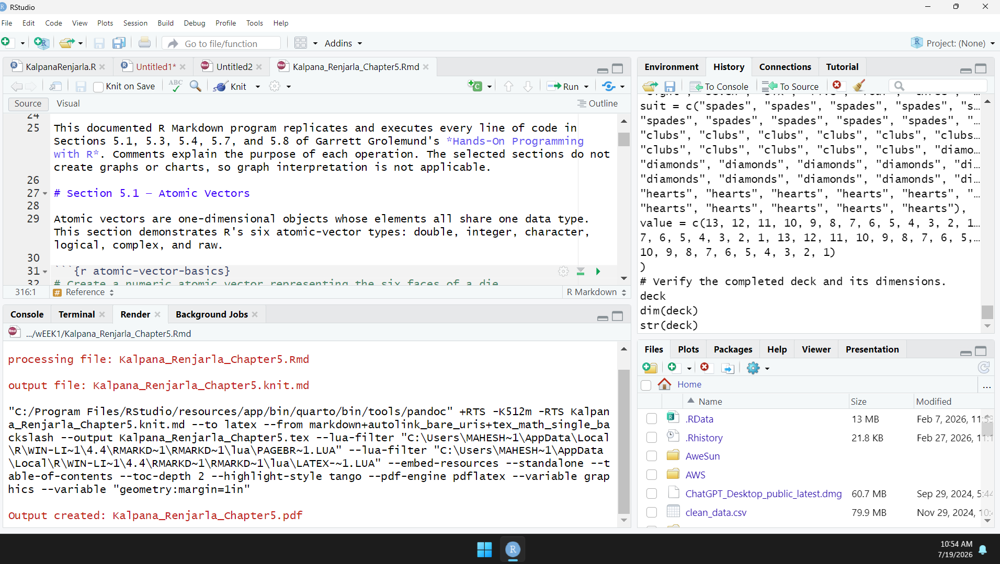 RStudio
File Edit Code View Plots Session Build Debug Profile Tools Help
Go to file/function
Addins
Project: (None)
KalpanaRenjarla.R
Untitled1*
Untitled2
Kalpana_Renjarla_Chapter5.Rmd
Knit on Save
ABC
Knit
Run
Source
Visual
Outline
24
25 This documented R Markdown program replicates and executes every line of code in
Sections 5.1, 5.3, 5.4, 5.7, and 5.8 of Garrett Grolemund's *Hands-On Programming
with R*. Comments explain the purpose of each operation. The selected sections do not
create graphs or charts, so graph interpretation is not applicable.
26
27 # Section 5.1 – Atomic Vectors
28
29 Atomic vectors are one-dimensional objects whose elements all share one data type.
This section demonstrates R's six atomic-vector types: double, integer, character,
logical, complex, and raw.
30
31 ```{r atomic-vector-basics}
32 # Create a numeric atomic vector representing the six faces of a die
316:1
# Reference
R Markdown
Console
Terminal
Render
Background Jobs
.../wEEK1/Kalpana_Renjarla_Chapter5.Rmd
processing file: Kalpana_Renjarla_Chapter5.Rmd
output file: Kalpana_Renjarla_Chapter5.knit.md
"C:/Program Files/RStudio/resources/app/bin/quarto/bin/tools/pandoc" +RTS -K512m -RTS Kalpan
a_Renjarla_Chapter5.knit.md --to latex --from markdown+autolink_bare_uris+tex_math_single_ba
ckslash --output Kalpana_Renjarla_Chapter5.tex --lua-filter "C:\Users\MAHESH~1\AppData\Local
\R\WIN-LI~1\4.4\RMARKD~1\RMARKD~1\lua\PAGEBR~1.LUA" --lua-filter "C:\Users\MAHESH~1\AppData
\Local\R\WIN-LI~1\4.4\RMARKD~1\RMARKD~1\lua\LATEX-~1.LUA" --embed-resources --standalone --t
able-of-contents --toc-depth 2 --highlight-style tango --pdf-engine pdflatex --variable grap
hics --variable "geometry:margin=1in"
Output created: Kalpana_Renjarla_Chapter5.pdf
Environment
History
Connections
Tutorial
To Console
To Source
suit = c("spades", "spades", "spades", "spades", "s...
"spades", "spades", "spades", "spades", "spades", "...
"clubs", "clubs", "clubs", "clubs", "clubs", "clubs...
"clubs", "clubs", "clubs", "clubs", "clubs", "diamo...
"diamonds", "diamonds", "diamonds", "diamonds", "di...
"diamonds", "diamonds", "diamonds", "diamonds", "di...
"hearts", "hearts", "hearts", "hearts", "hearts", "...
"hearts", "hearts", "hearts", "hearts", "hearts"),
value = c(13, 12, 11, 10, 9, 8, 7, 6, 5, 4, 3, 2, 1...
7, 6, 5, 4, 3, 2, 1, 13, 12, 11, 10, 9, 8, 7, 6, 5,...
10, 9, 8, 7, 6, 5, 4, 3, 2, 1)
)
# Verify the completed deck and its dimensions.
deck
dim(deck)
str(deck)
Files
Plots
Packages
Help
Viewer
Presentation
Home
...
Name Size Modified
.RData 13 MB Feb 7, 2026, 11:53
.Rhistory 21.8 KB Feb 27, 2026, 11:1
AweSun
AWS
ChatGPT_Desktop_public_latest.dmg 60.7 MB Sep 29, 2024, 5:44
clean_data.csv 79.9 MB Nov 29, 2024, 10:
10:54 AM
7/19/2026